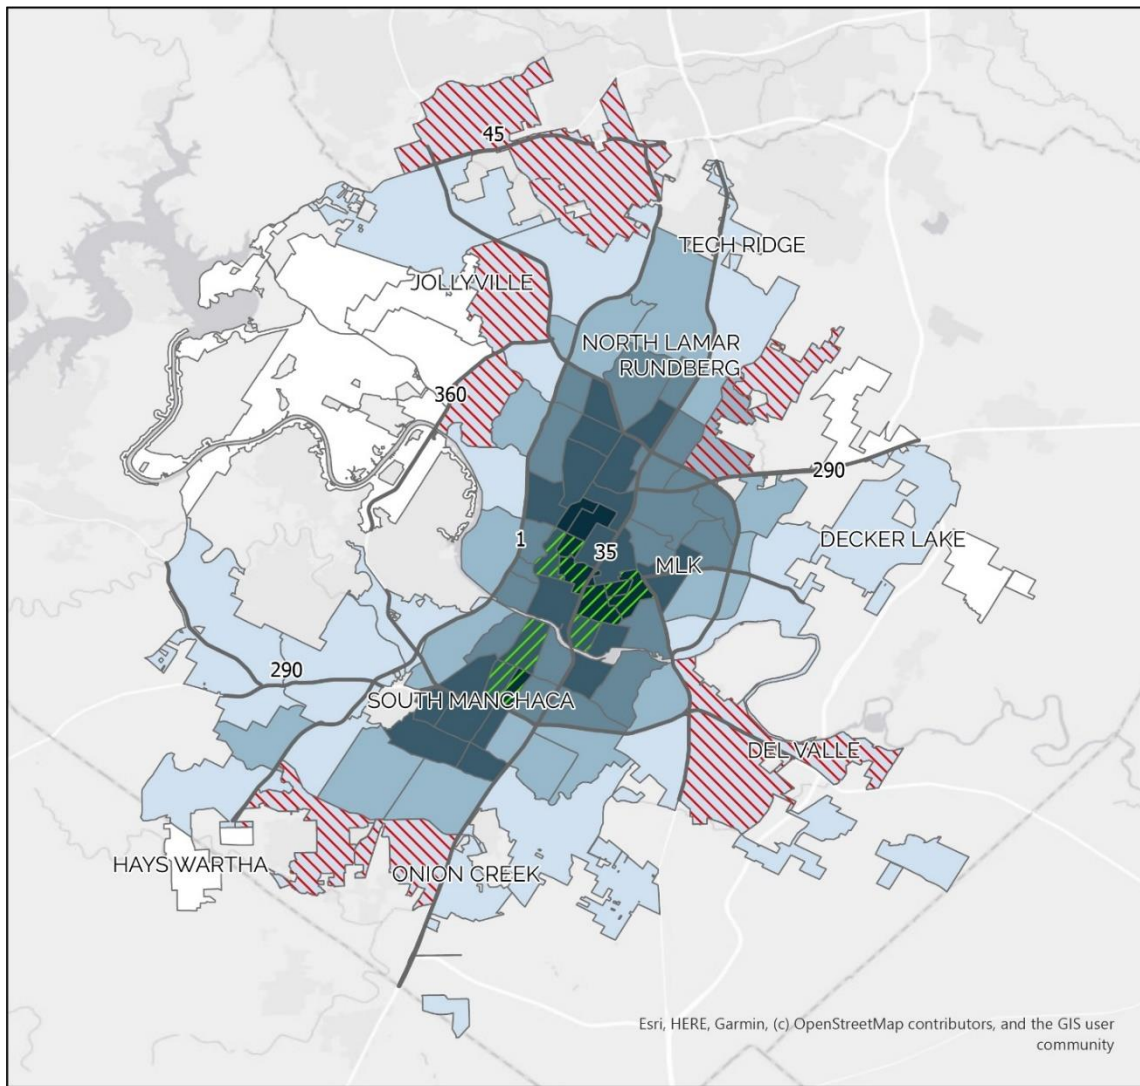 45
TECH RIDGE
JOLLYVILLE
NORTH LAMAR
RUNDBERG
360
290
1
35
DECKER LAKE
MLK
290
SOUTH MANCHACA
DEL VALLE
HAYS WARTHA
ONION CREEK
Esri, HERE, Garmin, (c) OpenStreetMap contributors, and the GIS user
community